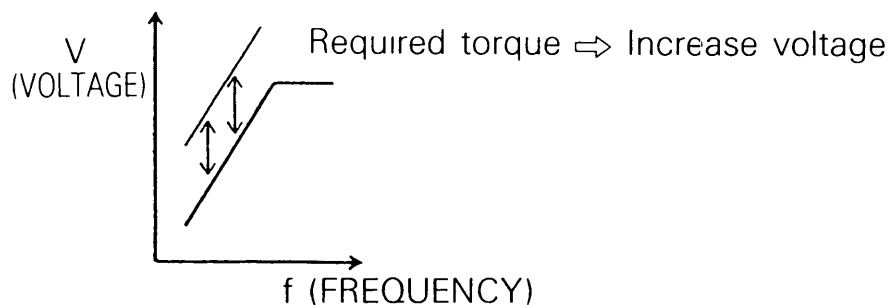 Required torque ⇨ Increase voltage
V
(VOLTAGE)
f (FREQUENCY)